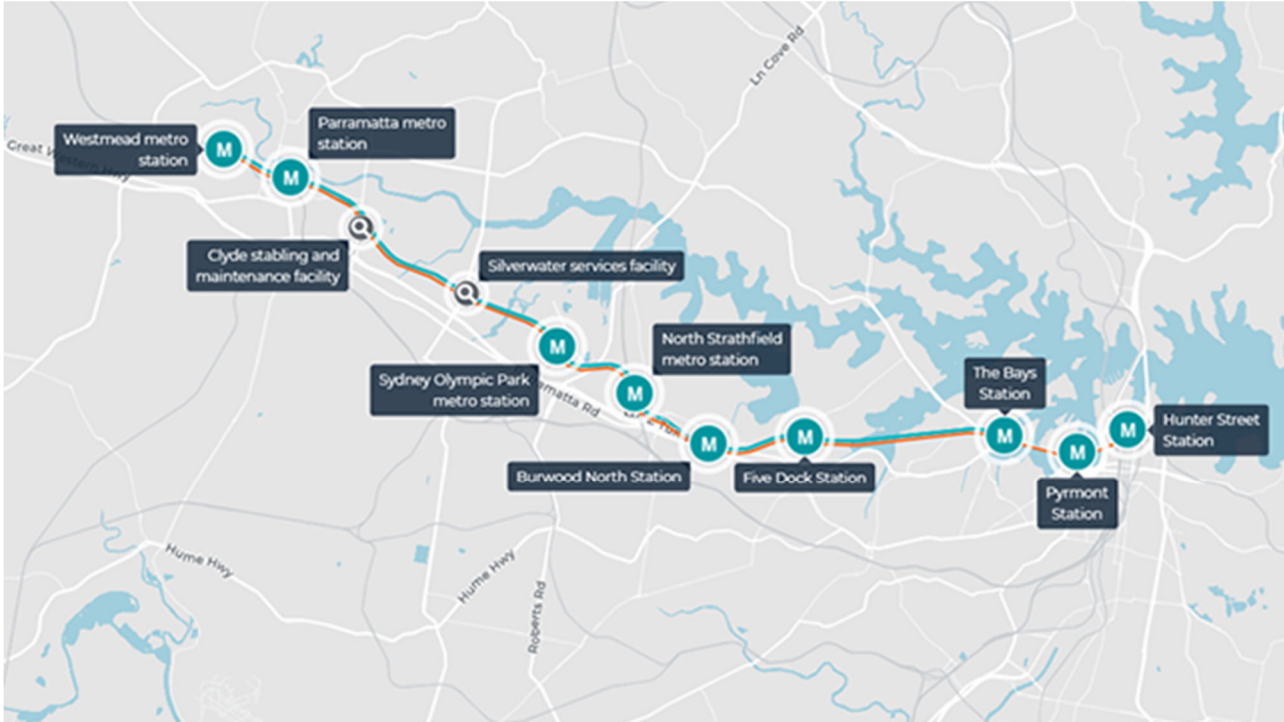 Ln Cove Rd
Parramatta metro
station
Westmead metro
station
M
M
Great Western Hwy
Clyde stabling and
maintenance facility
Silverwater services facility
M
North Strathfield
metro station
Sydney Olympic Park
metro station
M
amatta Rd
The Bays
Station
M
M
M
M
M
Hunter Street
Station
Burwood North Station
Five Dock Station
Pyrmont
Station
Hume Hwy
Hume Hwy
Roberts Rd